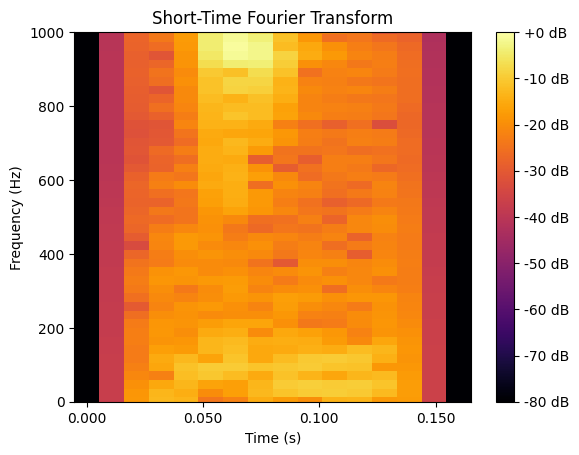 Short-Time Fourier Transform
1000
800
600
400
200
0
Frequency (Hz)
0.000
0.050
0.100
0.150
Time (s)
+0 dB
-10 dB
-20 dB
-30 dB
-40 dB
-50 dB
-60 dB
-70 dB
-80 dB